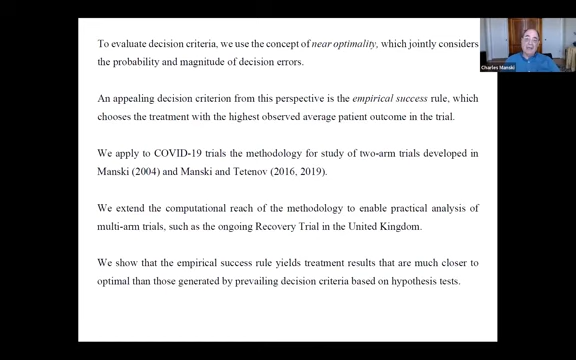 To evaluate decision criteria, we use the concept of near optimality, which jointly considers
the probability and magnitude of decision errors.
An appealing decision criterion from this perspective is the empirical success rule, which
chooses the treatment with the highest observed average patient outcome in the trial.
We apply to COVID-19 trials the methodology for study of two-arm trials developed in
Manski (2004) and Manski and Tetenov (2016, 2019).
We extend the computational reach of the methodology to enable practical analysis of
multi-arm trials, such as the ongoing Recovery Trial in the United Kingdom.
We show that the empirical success rule yields treatment results that are much closer to
optimal than those generated by prevailing decision criteria based on hypothesis tests.
Charles Manski